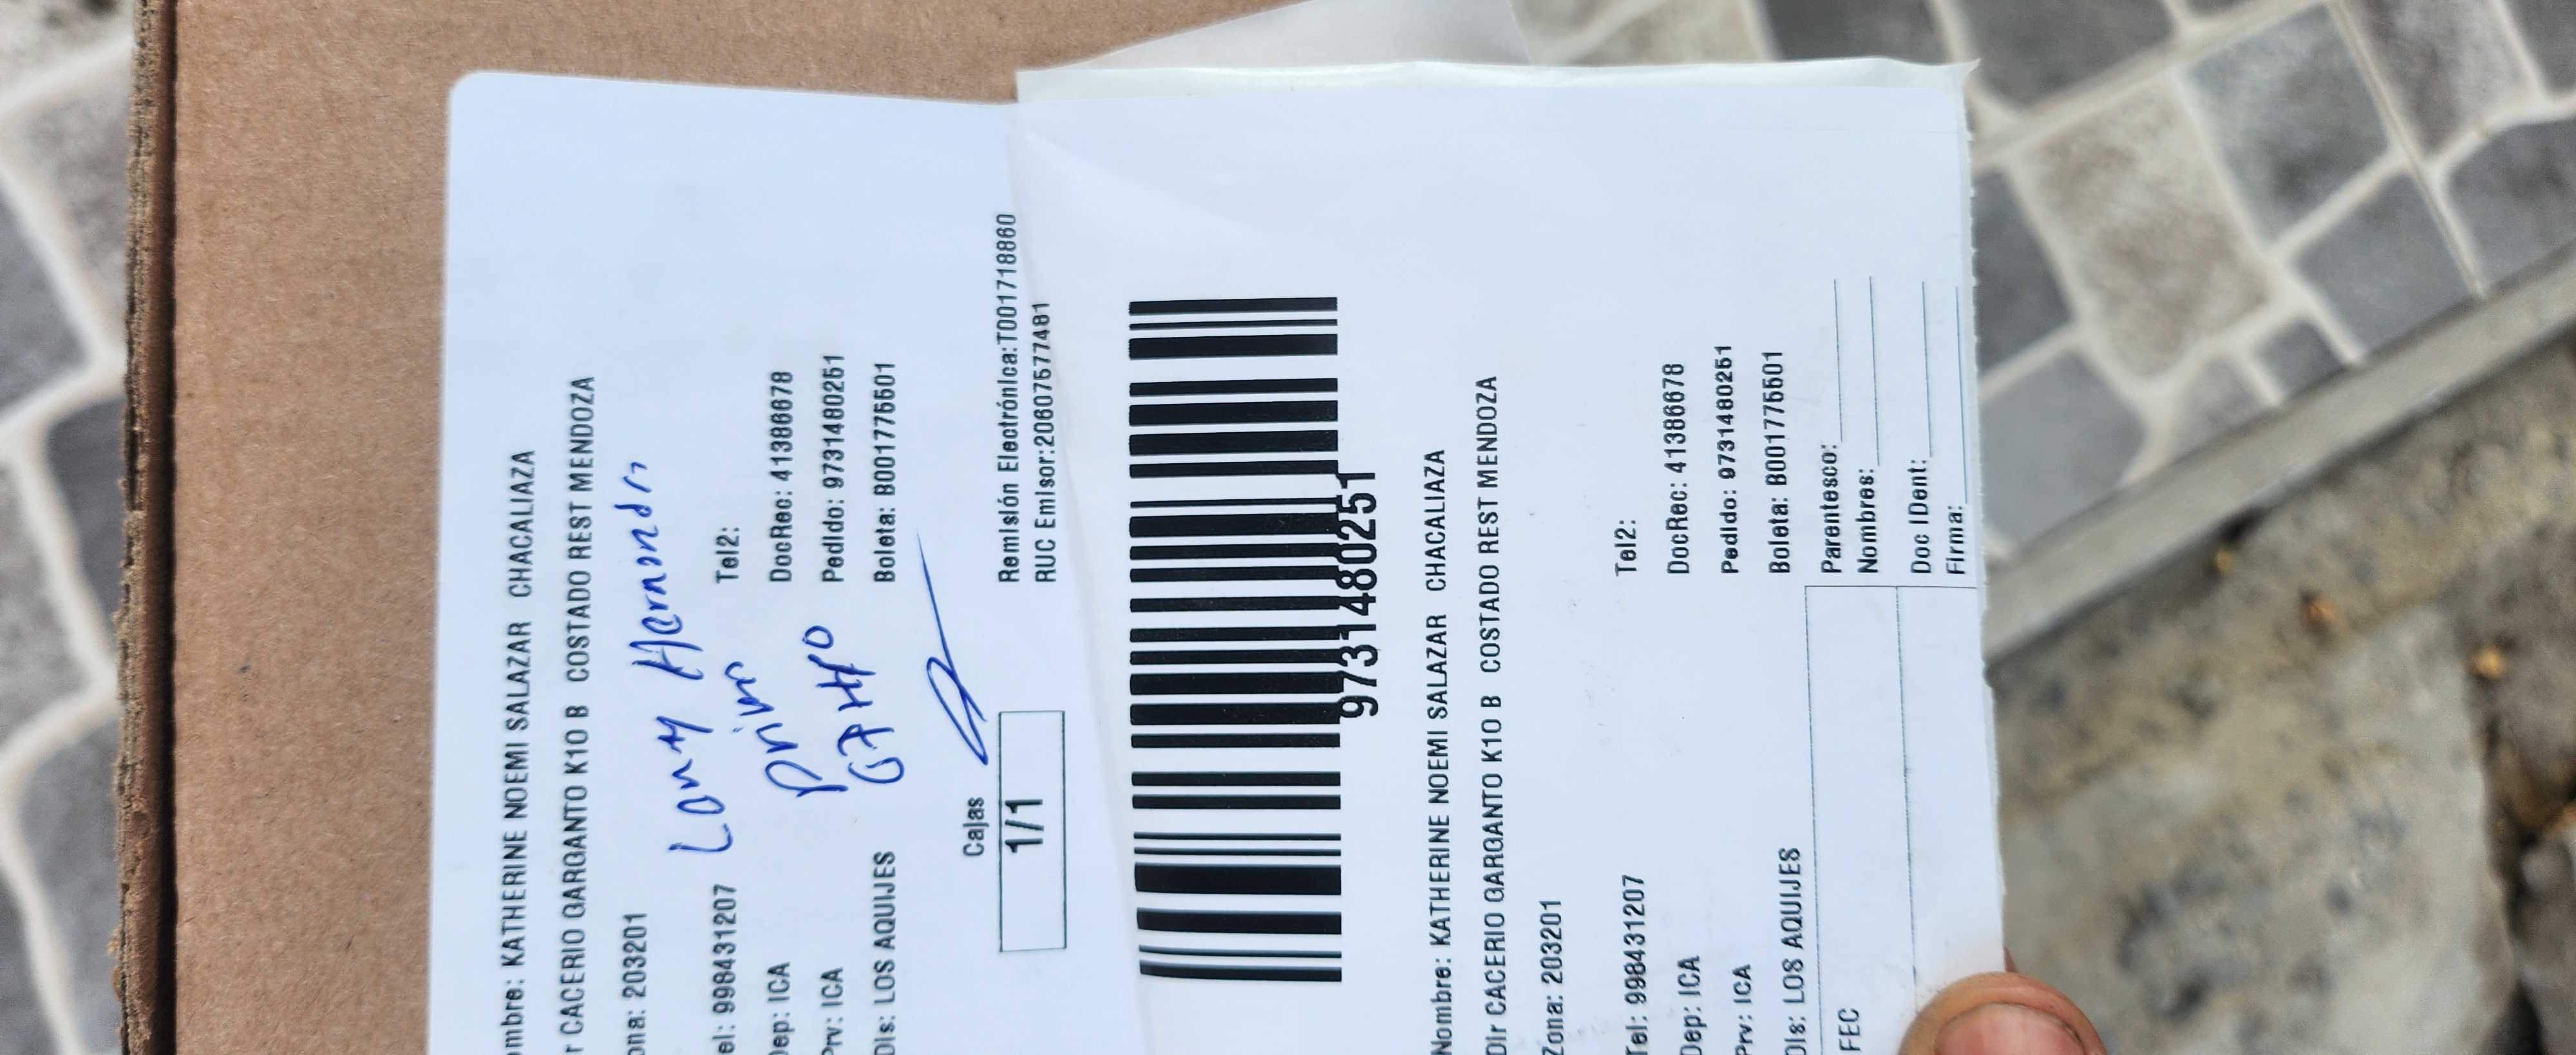 ombre: KATHERINE NOEMI SALAZAR CHACALIAZA
r CACERIO GARGANTO K10 B COSTADO REST MENDOZA
ona: 203201
el: 998431207 Tel2:
Dep: ICA DocRec: 41386678
Prv: ICA Pedido: 9731480251
Dis: LOS AQUIJES Boleta: B001775501
Hernandez
Cajas
1/1
Remisión Electrónica:T001718860
RUC Emisor:20607577481
9731480251
Nombre: KATHERINE NOEMI SALAZAR CHACALIAZA
Dir CACERIO GARGANTO K10 B COSTADO REST MENDOZA
Zona: 203201
Tel: 998431207 Tel2:
Dep: ICA DocRec: 41386678
Prv: ICA Pedido: 9731480251
Dis: LOS AQUIJES Boleta: B001775501
FEC
Parentesco:
Nombres:
Doc IDent:
Firma: